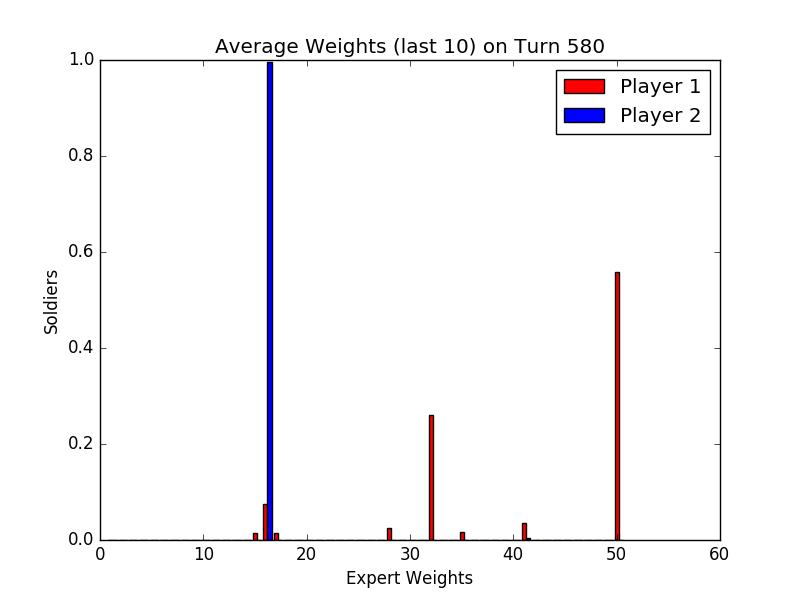 Average Weights (last 10) on Turn 580
1.0
0.8
0.6
0.4
0.2
0.0
Soldiers
Player 1
Player 2
0 10 20 30 40 50 60
Expert Weights